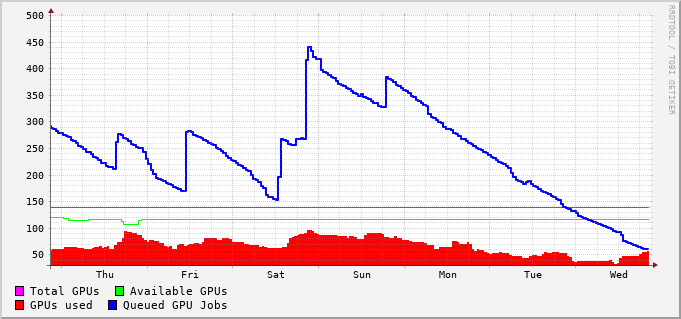 500
450
400
350
300
250
200
150
100
50
Thu Fri Sat Sun Mon Tue Wed
Total GPUs Available GPUs
GPUs used Queued GPU Jobs
RRDTOOL / TOBI OETIKER